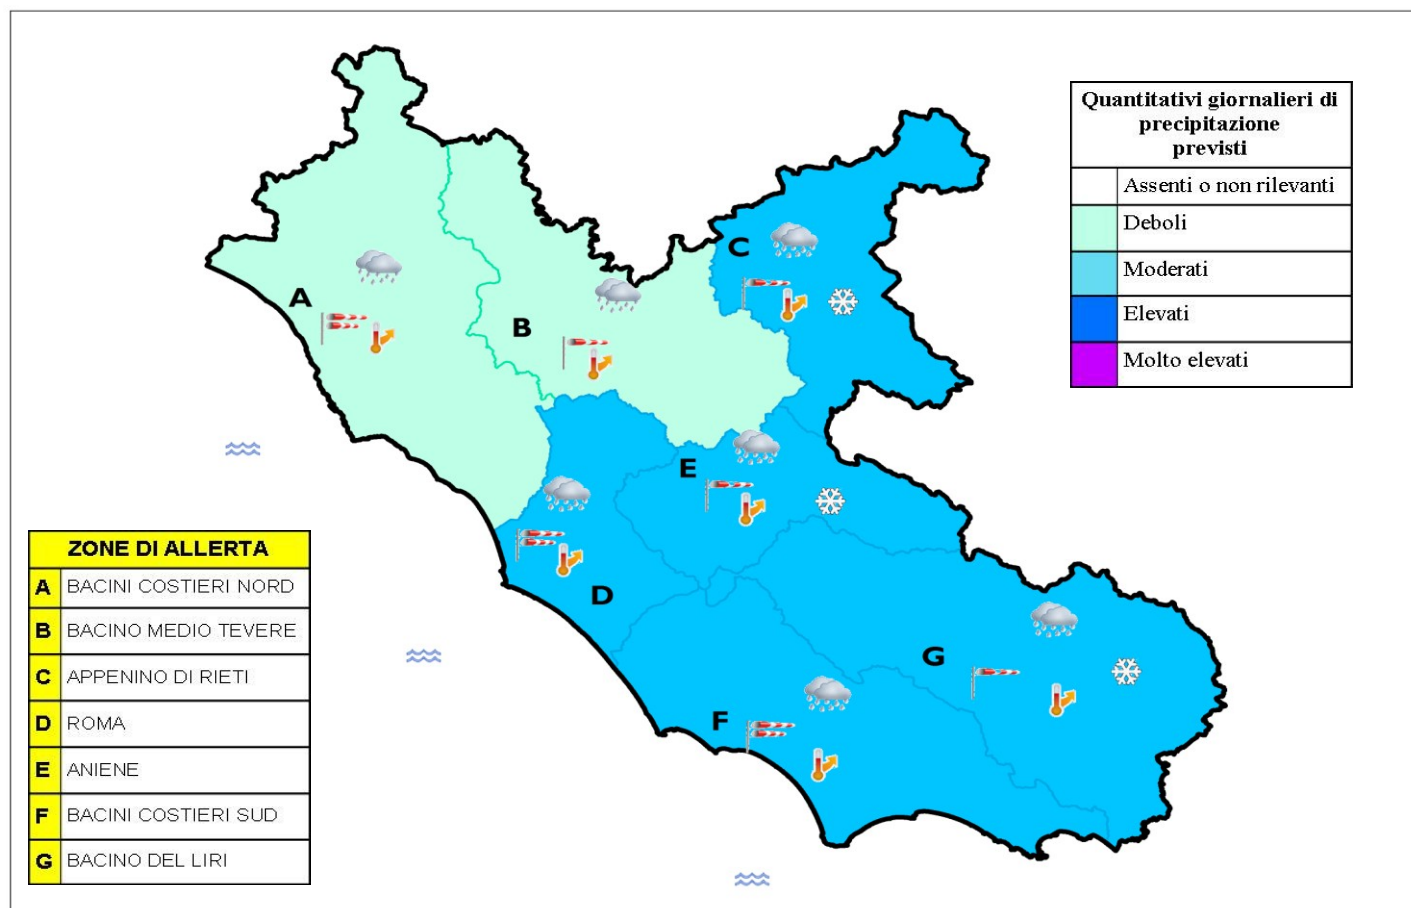 Quantitativi giornalieri di
precipitazione
previsti
Assenti o non rilevanti
Deboli
Moderati
Elevati
Molto elevati
C
A
B
E
D
G
F
ZONE DI ALLERTA
A BACINI COSTIERI NORD
B BACINO MEDIO TEVERE
C APPENINO DI RIETI
D ROMA
E ANIENE
F BACINI COSTIERI SUD
G BACINO DEL LIRI